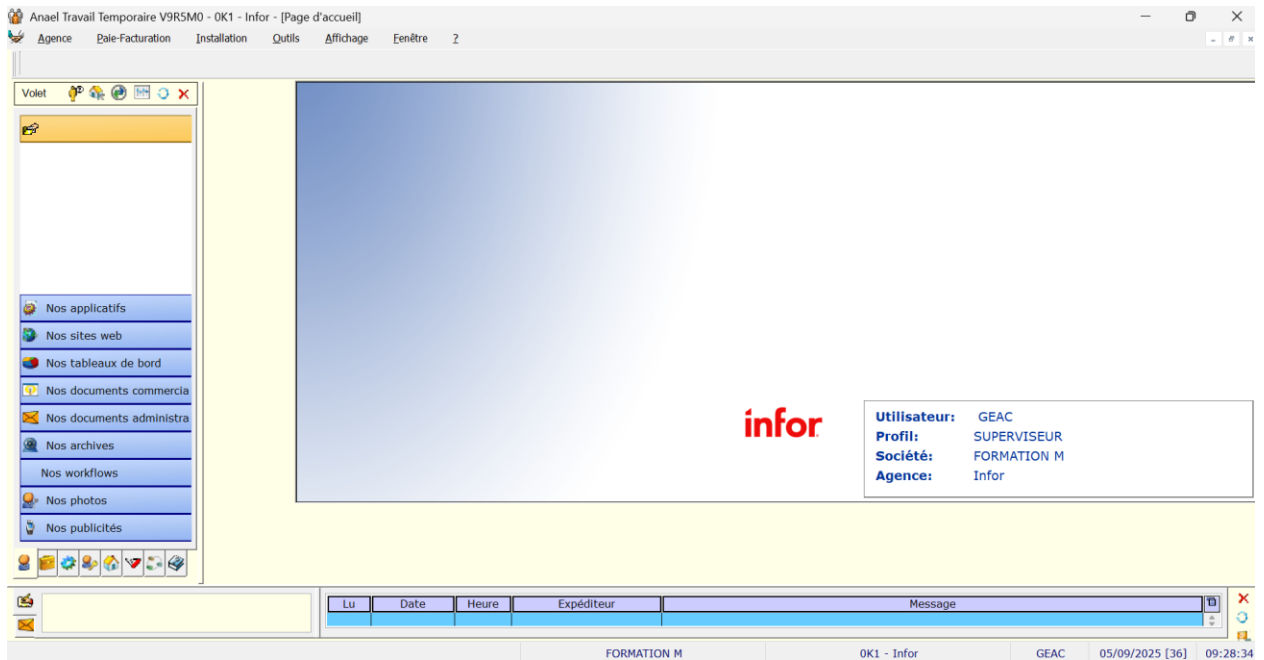 Anael Travail Temporaire V9R5M0 - 0K1 - Infor - [Page d'accueil]
Agence Paie-Facturation Installation Outils Affichage Fenêtre ?
Volet
Nos applicatifs
Nos sites web
Nos tableaux de bord
Nos documents commercia
Nos documents administra
Nos archives
Nos workflows
Nos photos
Nos publicités
infor
Utilisateur: GEAC
Profil: SUPERVISEUR
Société: FORMATION M
Agence: Infor
Lu Date Heure Expéditeur Message
FORMATION M 0K1 - Infor GEAC 05/09/2025 [36] 09:28:34